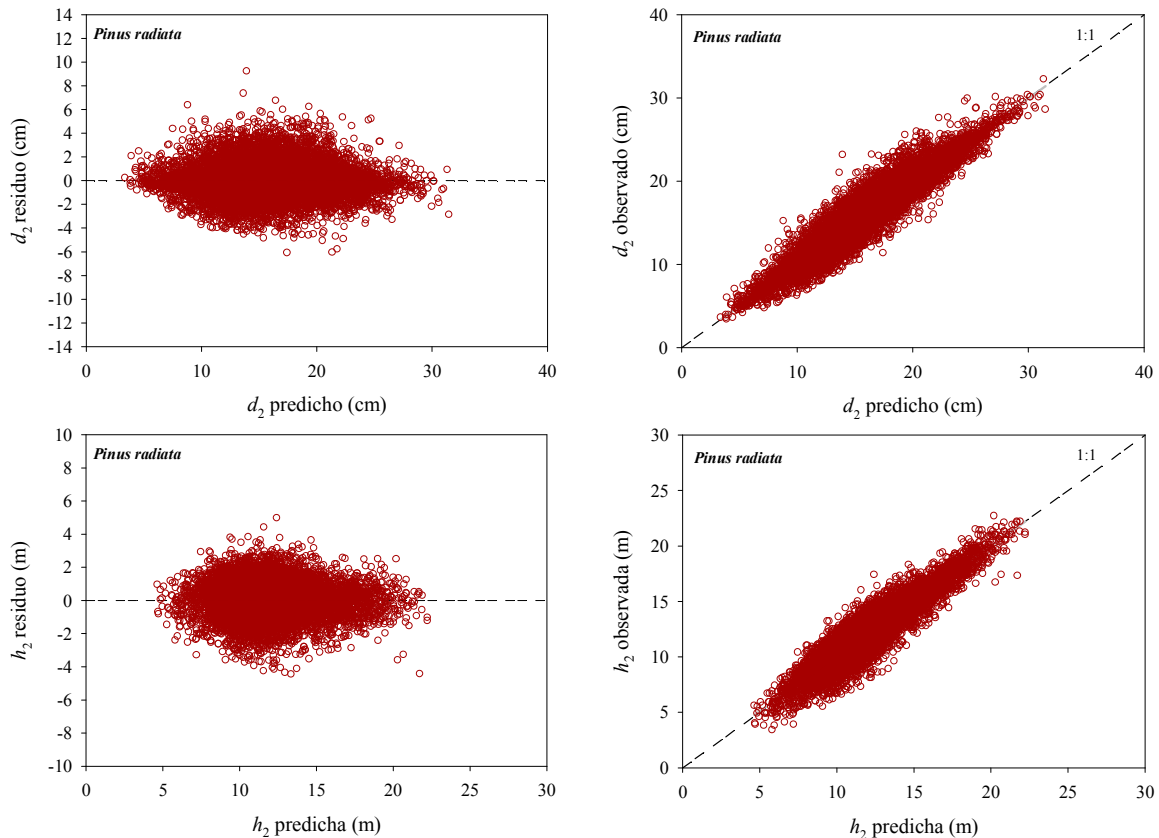 14
12
10
8
6
4
2
0
-2
-4
-6
-8
-10
-12
-14
Pinus radiata
d2 residuo (cm)
0 10 20 30 40
d2 predicho (cm)
40
30
20
10
0
Pinus radiata
1:1
d2 observado (cm)
0 10 20 30 40
d2 predicho (cm)
10
8
6
4
2
0
-2
-4
-6
-8
-10
Pinus radiata
h2 residuo (m)
0 5 10 15 20 25 30
h2 predicha (m)
30
25
20
15
10
5
0
Pinus radiata
1:1
h2 observada (m)
0 5 10 15 20 25 30
h2 predicha (m)